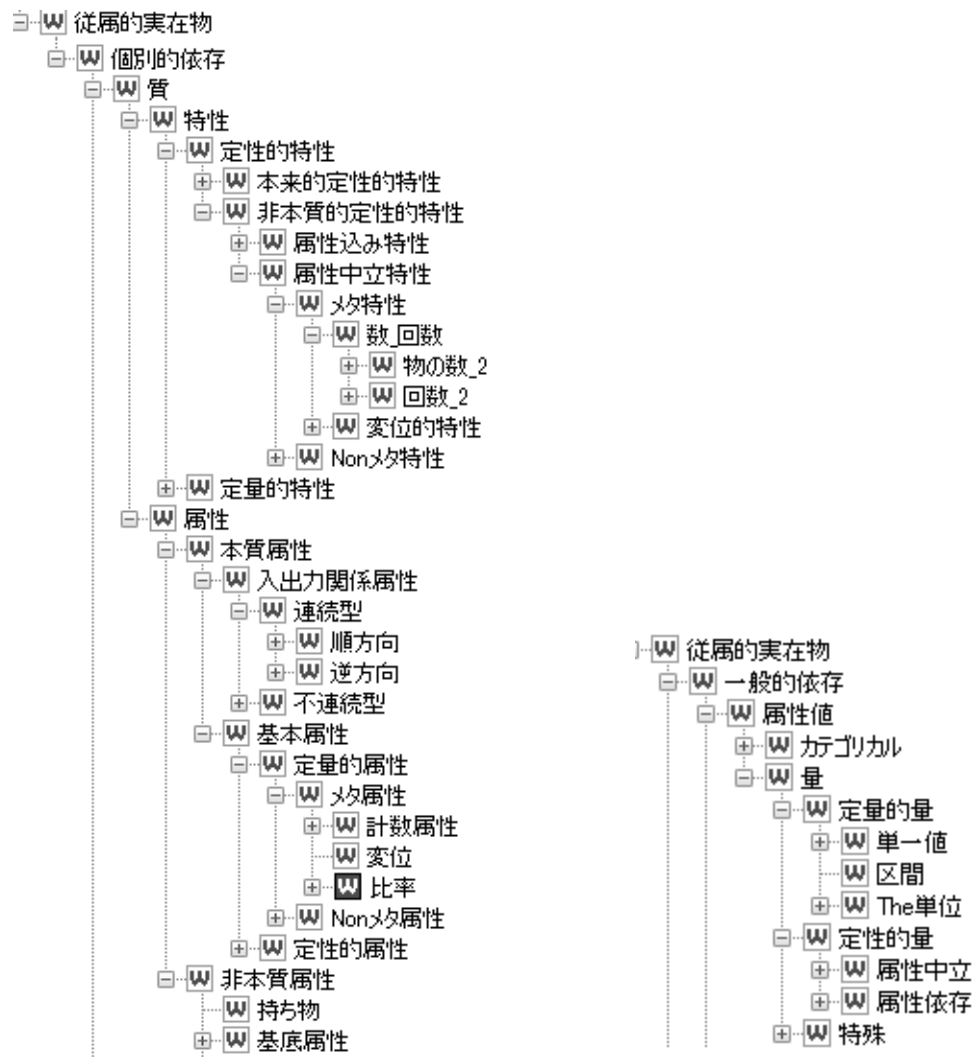 従属的実在物
個別的依存
質
特性
定性的特性
本来的定性的特性
非本質的定性的特性
属性込み特性
属性中立特性
メタ特性
数_回数
物の数_2
回数_2
変位的特性
Nonメタ特性
定量的特性
属性
本質属性
入出力関係属性
連続型
順方向
逆方向
不連続型
基本属性
定量的属性
メタ属性
計数属性
変位
比率
Nonメタ属性
定性的属性
非本質属性
持ち物
基底属性
従属的実在物
一般的依存
属性値
カテゴリカル
量
定量的量
単一値
区間
The単位
定性的量
属性中立
属性依存
特殊